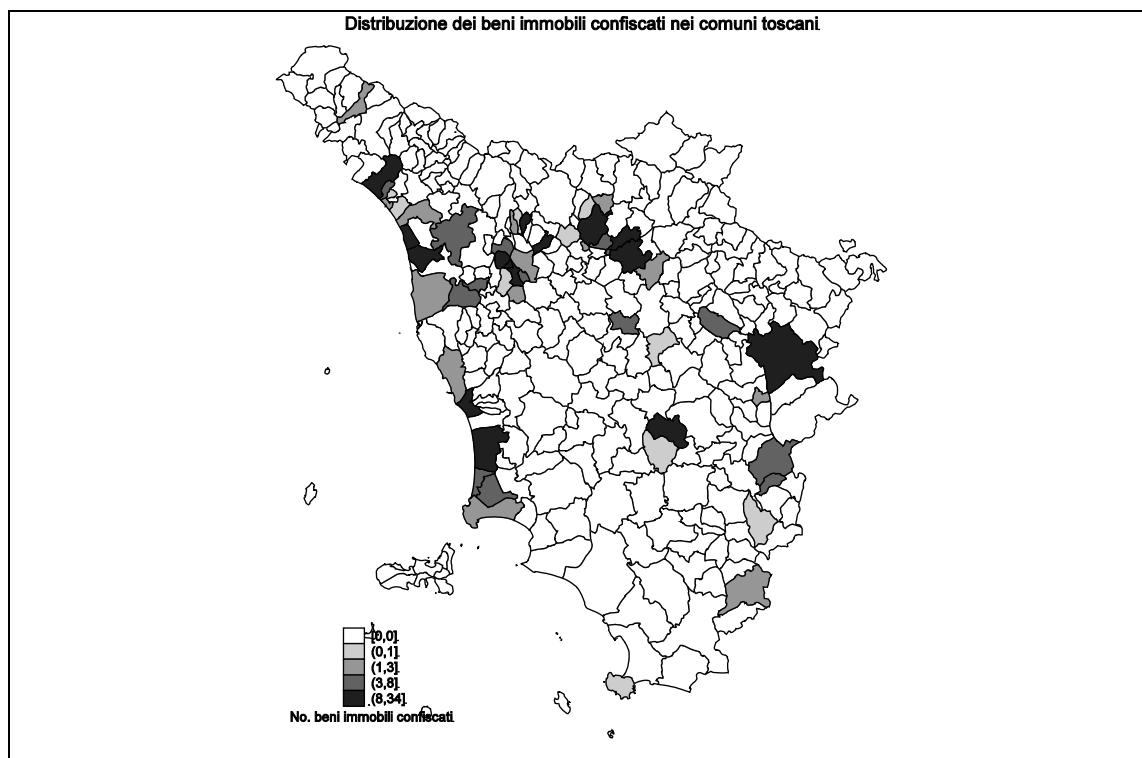 Distribuzione dei beni immobili confiscati nei comuni toscani
[0,0]
(0,1]
(1,3]
(3,8]
(8,34]
No. beni immobili confiscati